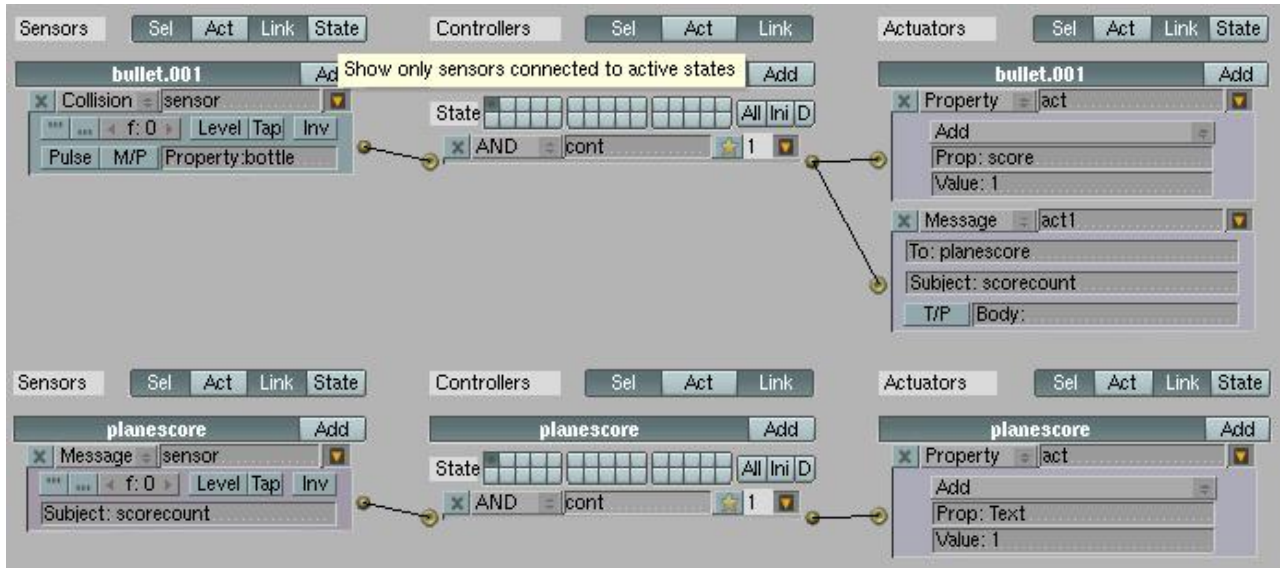 Sensors Sel Act Link State Controllers Sel Act Link Actuators Sel Act Link State
bullet.001 Ad Show only sensors connected to active states Add bullet.001 Add
X Collision sensor State All Ini D X Property act
f: 0 Level Tap Inv X AND cont 1 Add
Pulse M/P Property:bottle Prop: score
Value: 1
X Message act1
To: planescore
Subject: scorecount
T/P Body:
Sensors Sel Act Link State Controllers Sel Act Link Actuators Sel Act Link State
planescore Add planescore Add planescore Add
X Message sensor State All Ini D X Property act
f: 0 Level Tap Inv X AND cont 1 Add
Subject: scorecount Prop: Text
Value: 1